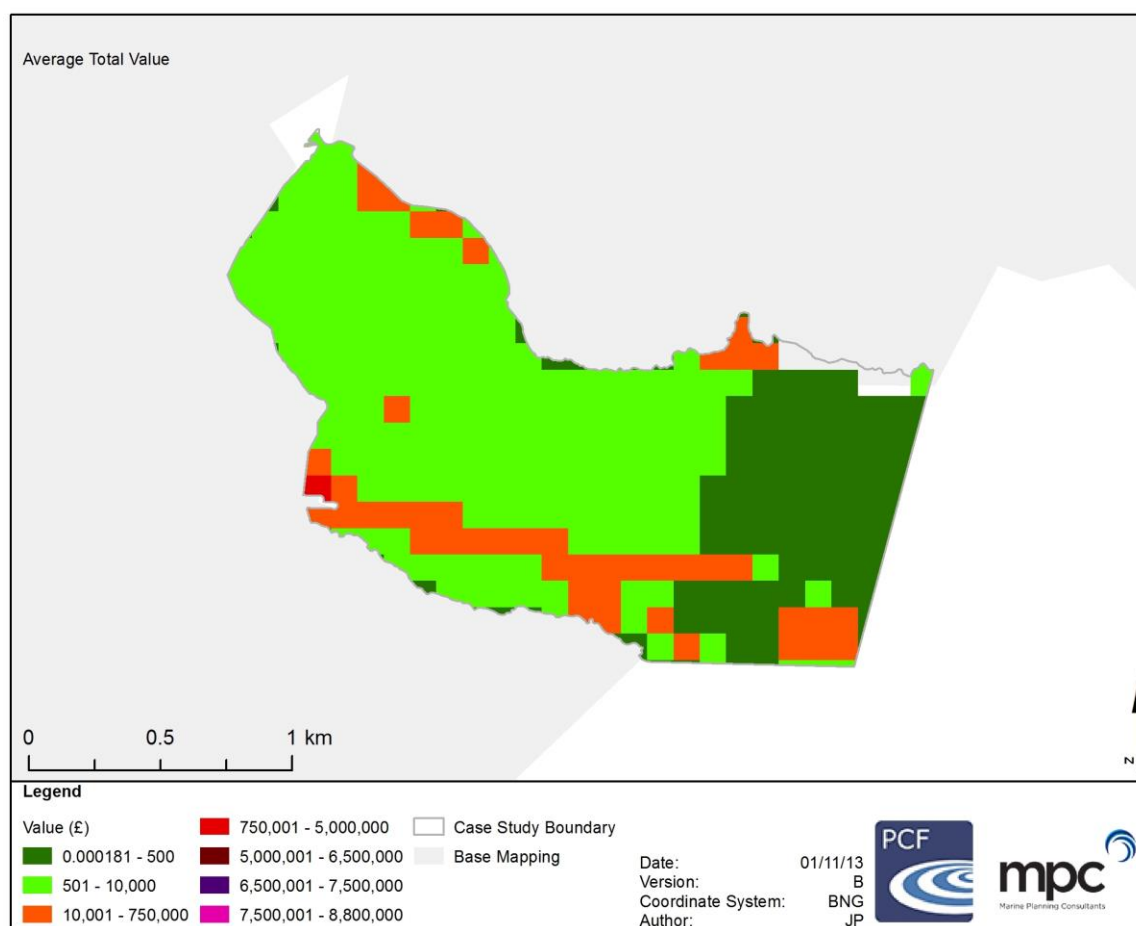 Average Total Value
0 0.5 1 km
z
Legend
Value (£)
0.000181 - 500
501 - 10,000
10,001 - 750,000
750,001 - 5,000,000
5,000,001 - 6,500,000
6,500,001 - 7,500,000
7,500,001 - 8,800,000
Case Study Boundary
Base Mapping
Date: 01/11/13
Version: B
Coordinate System: BNG
Author: JP
PCF
mpc
Marine Planning Consultants